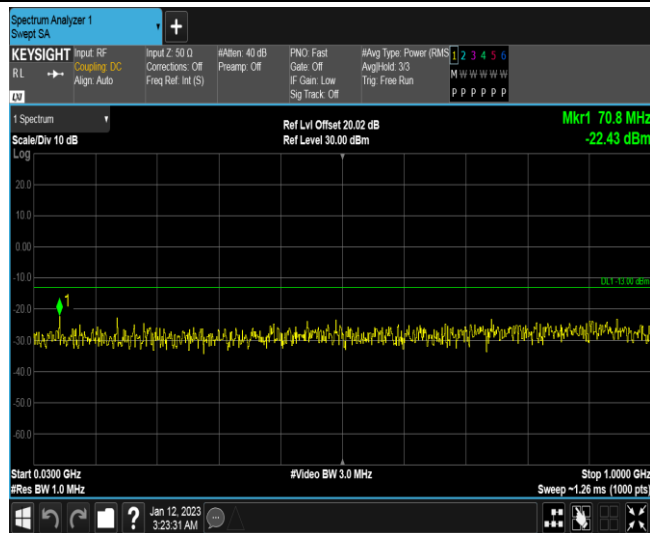 Spectrum Analyzer 1
Swept SA
KEYSIGHT
RL
Input: RF
Coupling: DC
Align: Auto
Input Z: 50 Ω
Corrections: Off
Freq Ref: Int (S)
#Atten: 40 dB
Preamp: Off
PNO: Fast
Gate: Off
IF Gain: Low
Sig Track: Off
#Avg Type: Power (RMS
Avg|Hold: 3/3
Trig: Free Run
1 2 3 4 5 6
M W W W W W
P P P P P P
1 Spectrum
Scale/Div 10 dB
Log
Ref Lvl Offset 20.02 dB
Ref Level 30.00 dBm
Mkr1 70.8 MHz
-22.43 dBm
20.0
10.0
0.00
-10.0
DL1 -13.00 dBm
1
-20.0
-30.0
-40.0
-50.0
-60.0
Start 0.0300 GHz
#Video BW 3.0 MHz
Stop 1.0000 GHz
#Res BW 1.0 MHz
Sweep ~1.26 ms (1000 pts)
?
Jan 12, 2023
3:23:31 AM